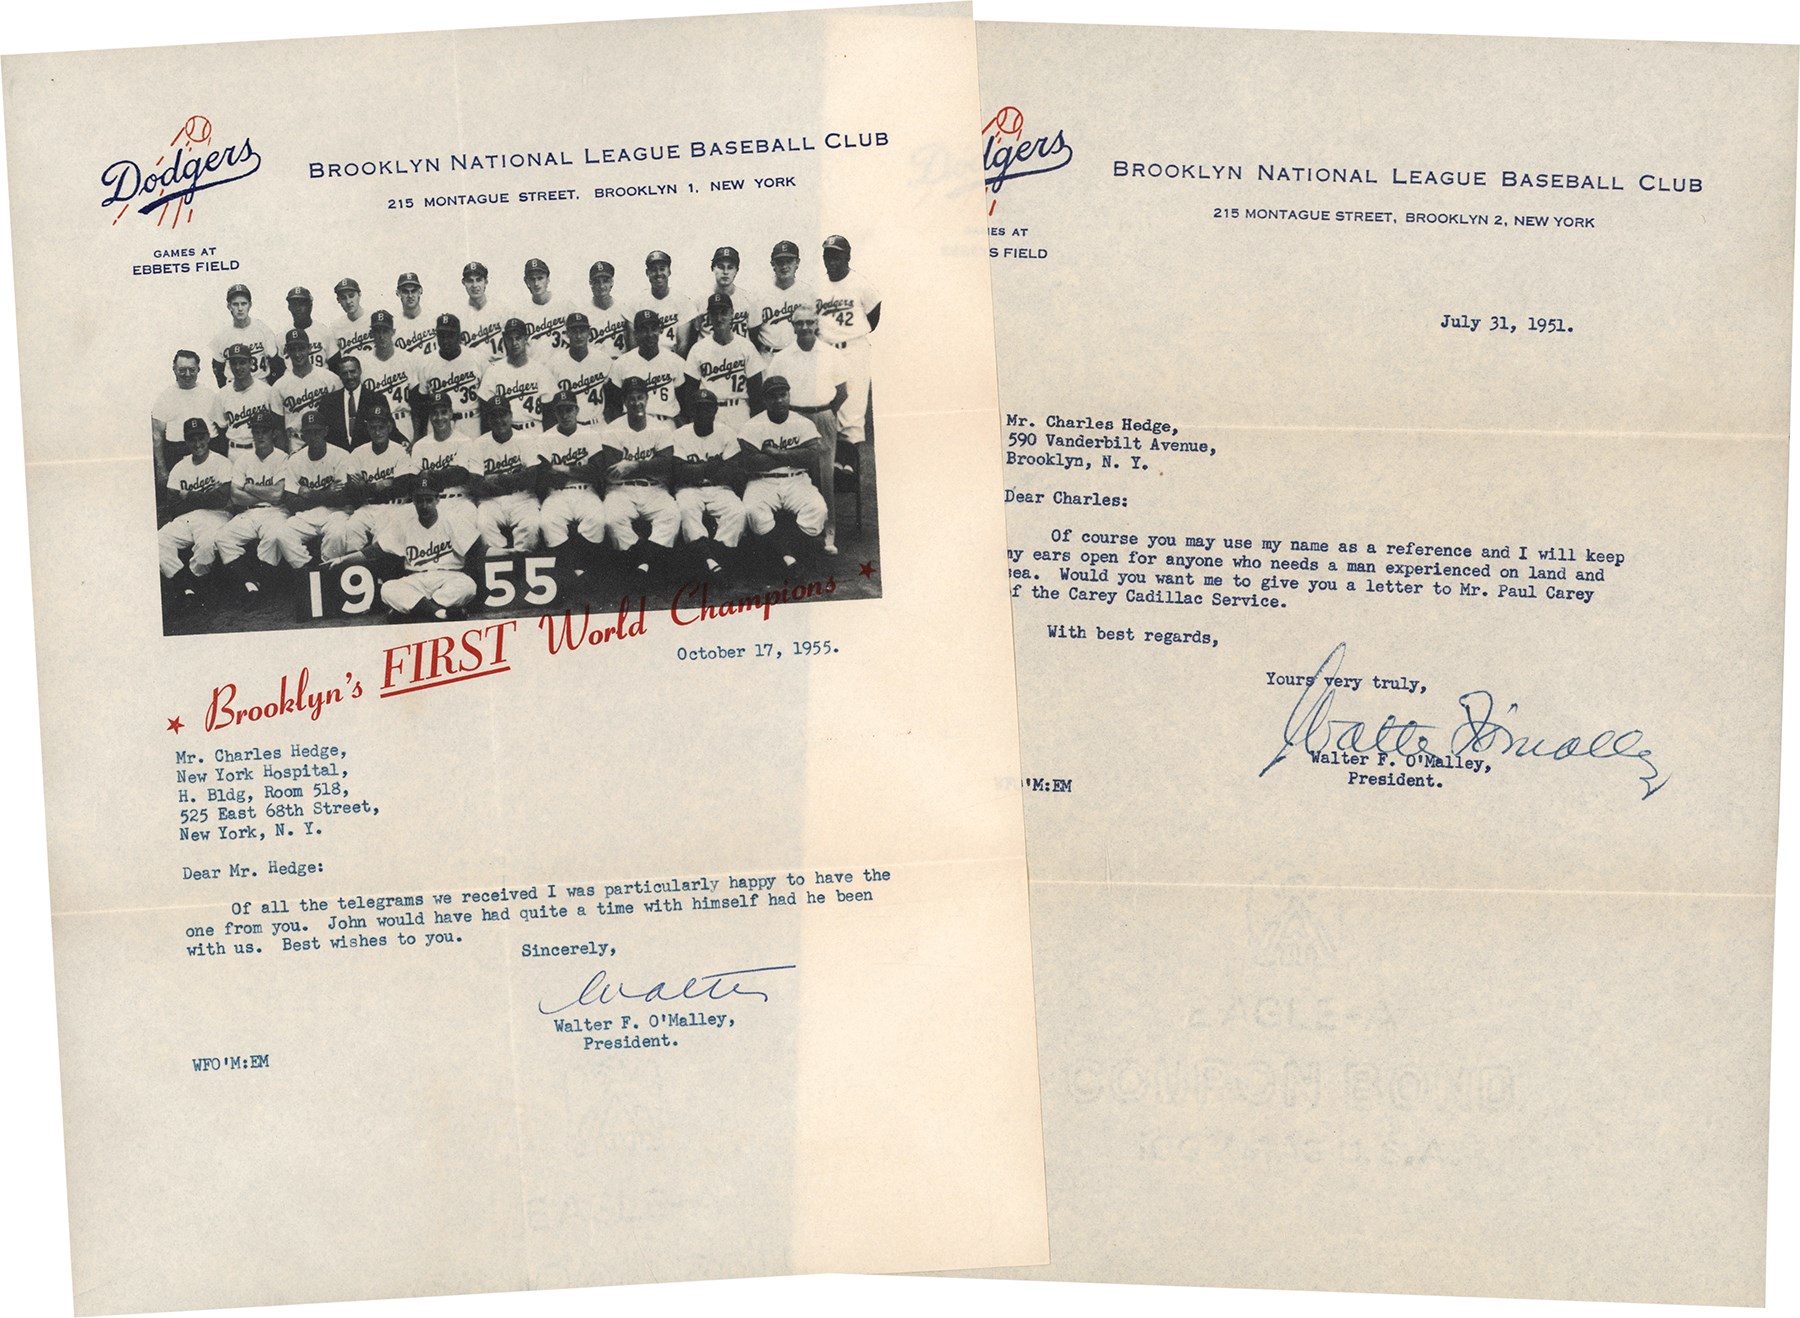 Dodgers
BROOKLYN NATIONAL LEAGUE BASEBALL CLUB
215 MONTAGUE STREET, BROOKLYN 1, NEW YORK
GAMES AT
EBBETS FIELD
19 55
★ Brooklyn's FIRST World Champions ★
October 17, 1955.
Mr. Charles Hedge,
New York Hospital,
H. Bldg, Room 518,
525 East 68th Street,
New York, N. Y.
Dear Mr. Hedge:
Of all the telegrams we received I was particularly happy to have the
one from you. John would have had quite a time with himself had he been
with us. Best wishes to you.
Sincerely,
Walter
Walter F. O'Malley,
President.
WFO'M:EM
dgers
BROOKLYN NATIONAL LEAGUE BASEBALL CLUB
215 MONTAGUE STREET, BROOKLYN 2, NEW YORK
ES AT
S FIELD
July 31, 1951.
Mr. Charles Hedge,
590 Vanderbilt Avenue,
Brooklyn, N. Y.
Dear Charles:
Of course you may use my name as a reference and I will keep
my ears open for anyone who needs a man experienced on land and
sea. Would you want me to give you a letter to Mr. Paul Carey
f the Carey Cadillac Service.
With best regards,
Yours very truly,
Walter O'Malley
Walter F. O'Malley,
President.
'M:EM
COUPON BOND